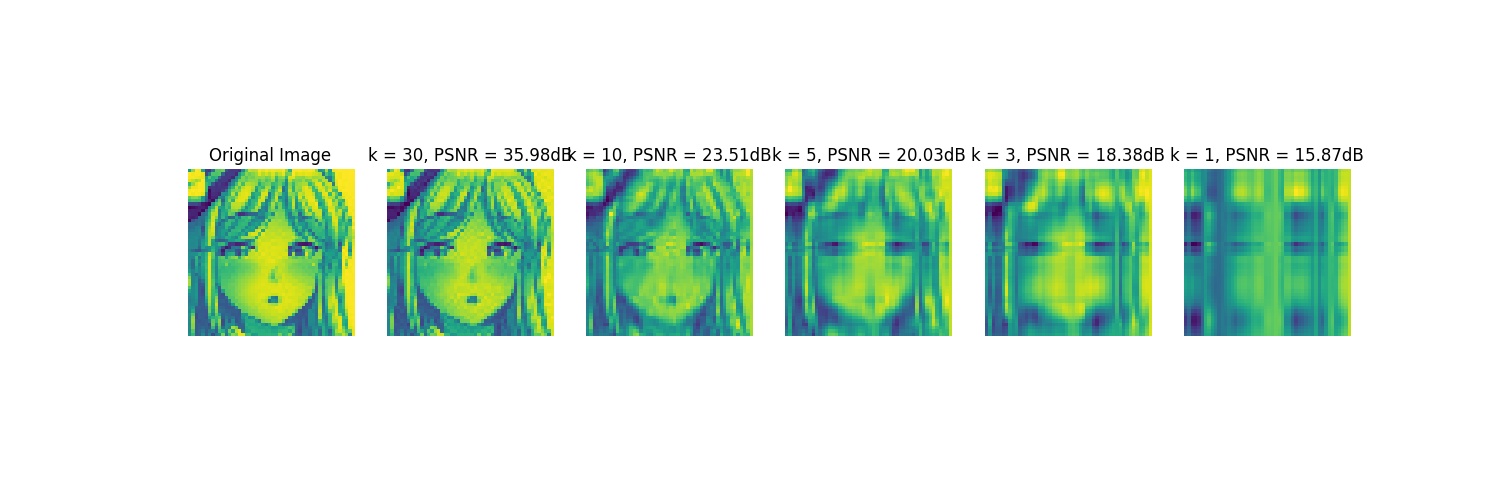 Original Image
k = 30, PSNR = 35.98dB
k = 10, PSNR = 23.51dB
k = 5, PSNR = 20.03dB
k = 3, PSNR = 18.38dB
k = 1, PSNR = 15.87dB